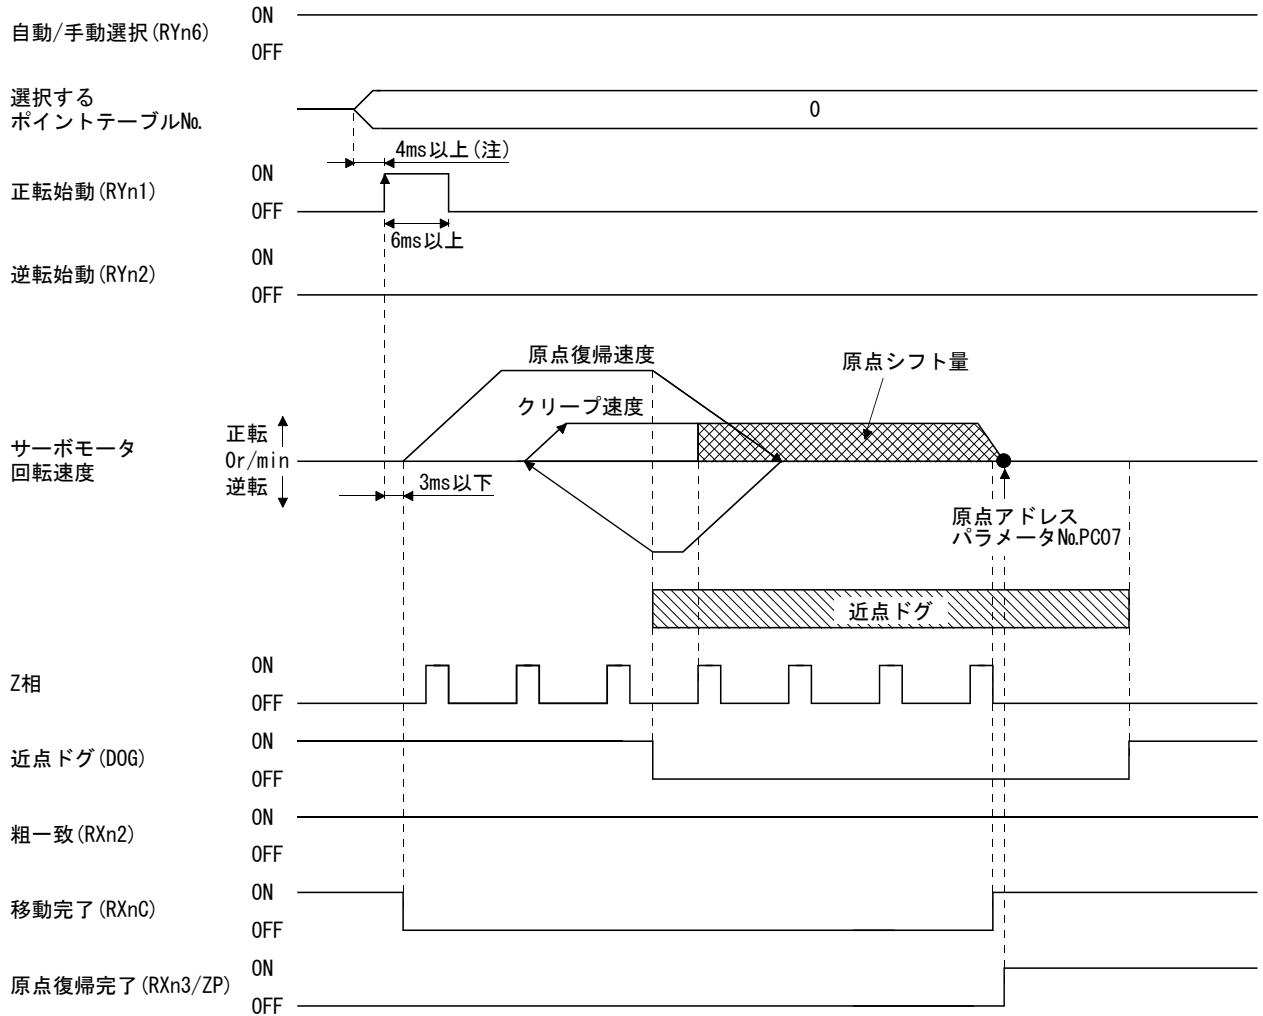 自動/手動選択(RYn6)
ON
OFF
選択する
ポイントテーブルNo.
0
4ms以上(注)
正転始動(RYn1)
ON
OFF
6ms以上
逆転始動(RYn2)
ON
OFF
原点復帰速度
原点シフト量
クリープ速度
サーボモータ
回転速度
正転
0r/min
逆転
3ms以下
原点アドレス
パラメータNo.PC07
近点ドグ
Z相
ON
OFF
近点ドグ(DOG)
ON
OFF
粗一致(RXn2)
ON
OFF
移動完了(RXnC)
ON
OFF
原点復帰完了(RXn3/ZP)
ON
OFF